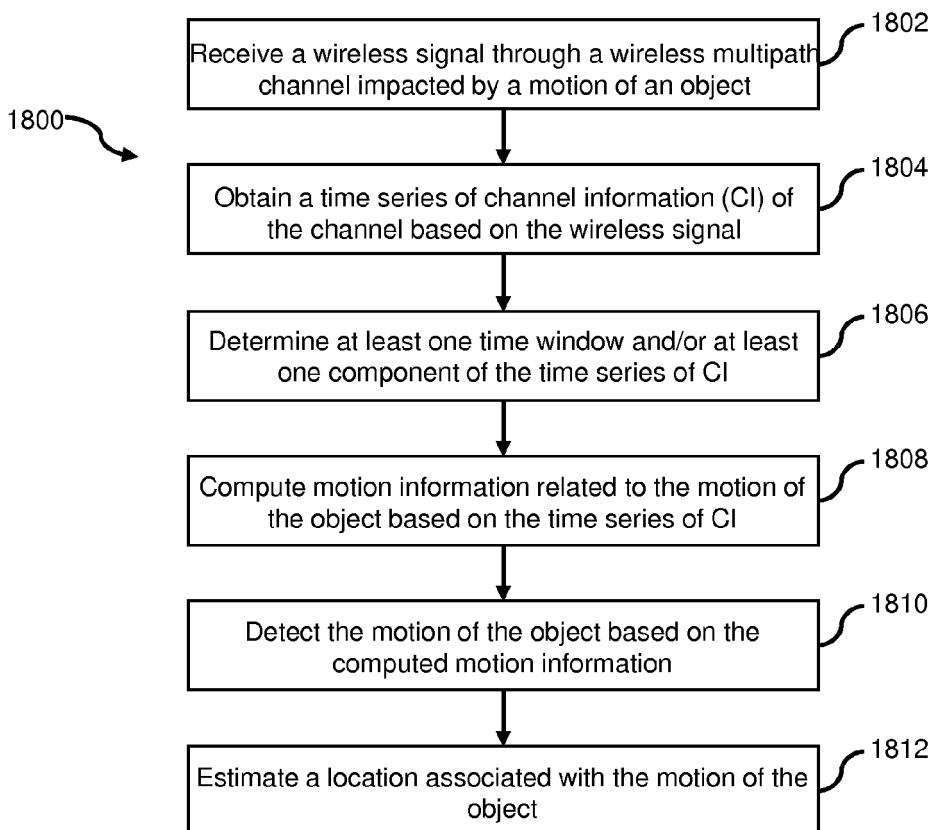 1802
Receive a wireless signal through a wireless multipath
channel impacted by a motion of an object
1800
1804
Obtain a time series of channel information (CI) of
the channel based on the wireless signal
1806
Determine at least one time window and/or at least
one component of the time series of CI
1808
Compute motion information related to the motion of
the object based on the time series of CI
1810
Detect the motion of the object based on the
computed motion information
1812
Estimate a location associated with the motion of the
object